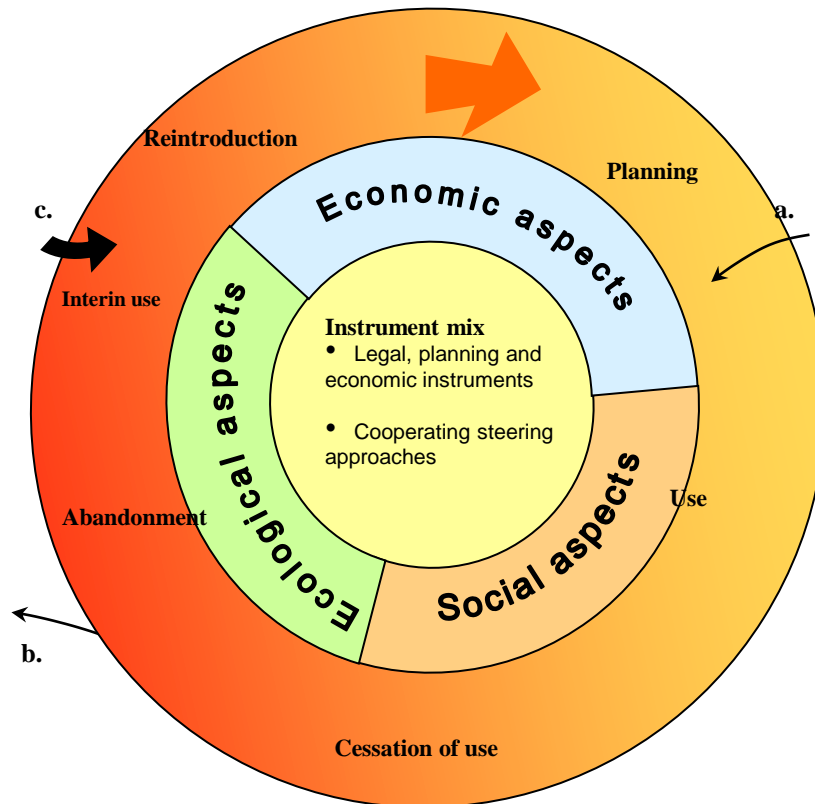 Reintroduction
Planning
Economic aspects
c.
a.
Interin use
Ecological aspects
Instrument mix
• Legal, planning and
economic instruments
• Cooperating steering
approaches
Use
Abandonment
Social aspects
b.
Cessation of use